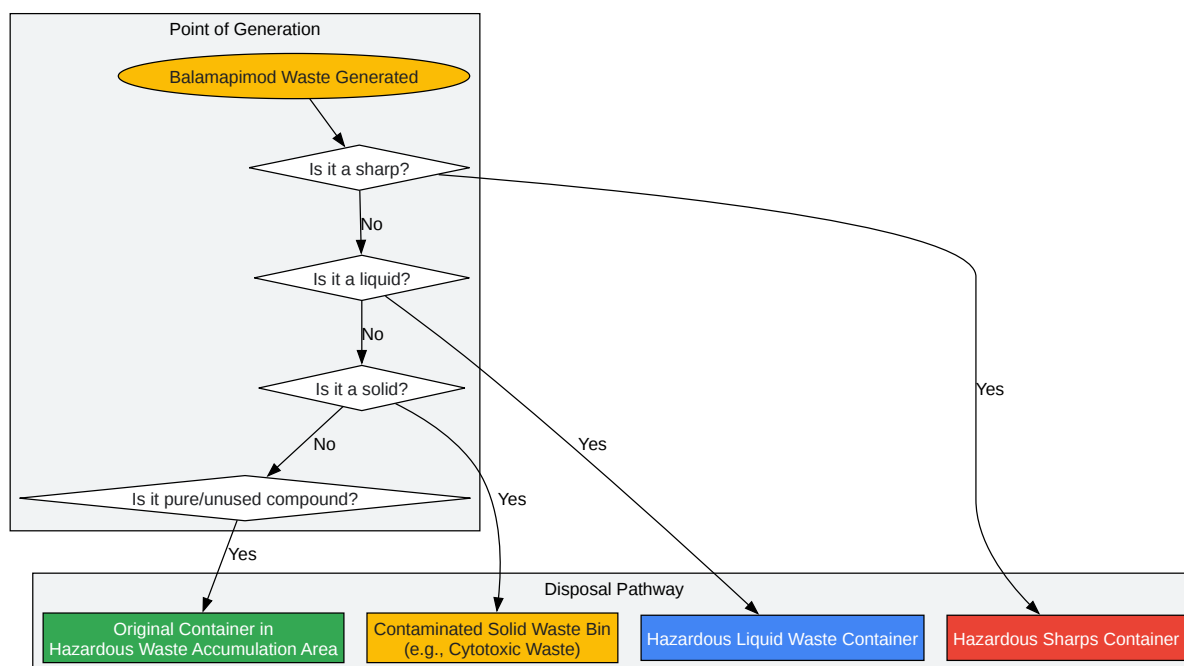 Point of Generation
Balamapimod Waste Generated
Is it a sharp?
No
Is it a liquid?
No
Is it a solid?
Yes
No
Yes
Is it pure/unused compound?
Yes
Yes
Disposal Pathway
Original Container in
Hazardous Waste Accumulation Area
Contaminated Solid Waste Bin
(e.g., Cytotoxic Waste)
Hazardous Liquid Waste Container
Hazardous Sharps Container